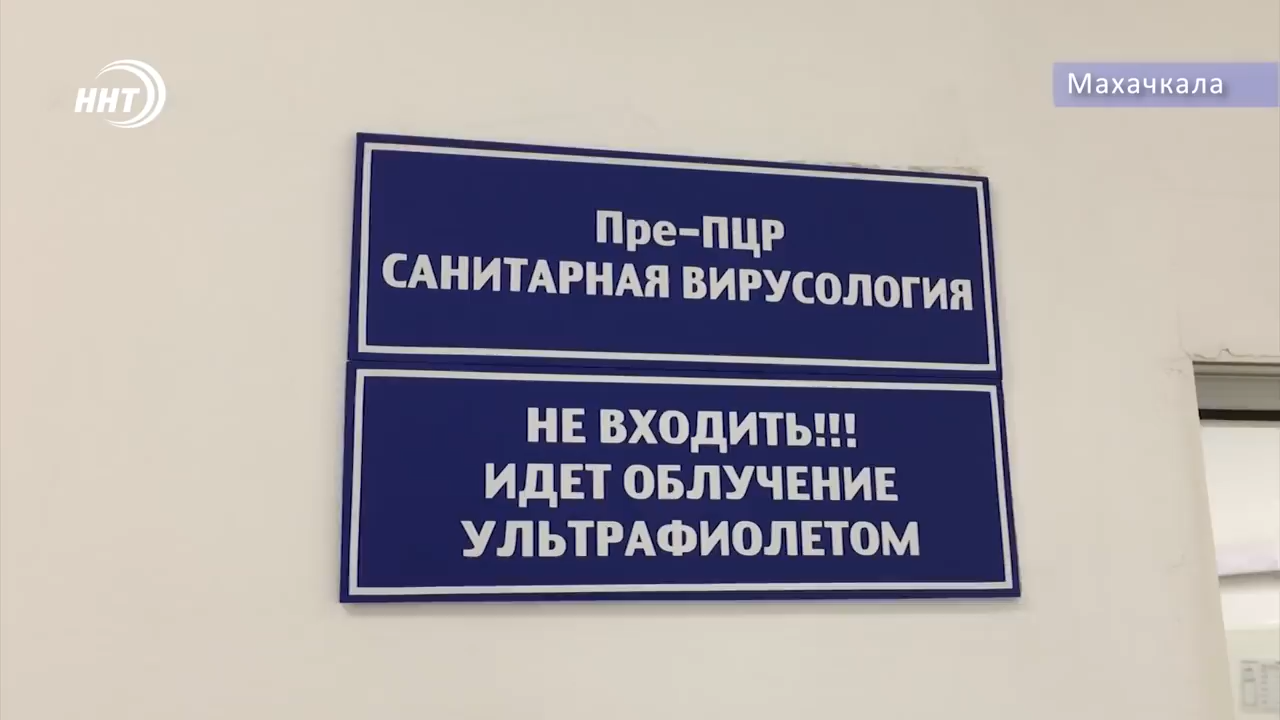 ННТ
Махачкала
Пре-ПЦР
САНИТАРНАЯ ВИРУСОЛОГИЯ
НЕ ВХОДИТЬ!!!
ИДЕТ ОБЛУЧЕНИЕ
УЛЬТРАФИОЛЕТОМ